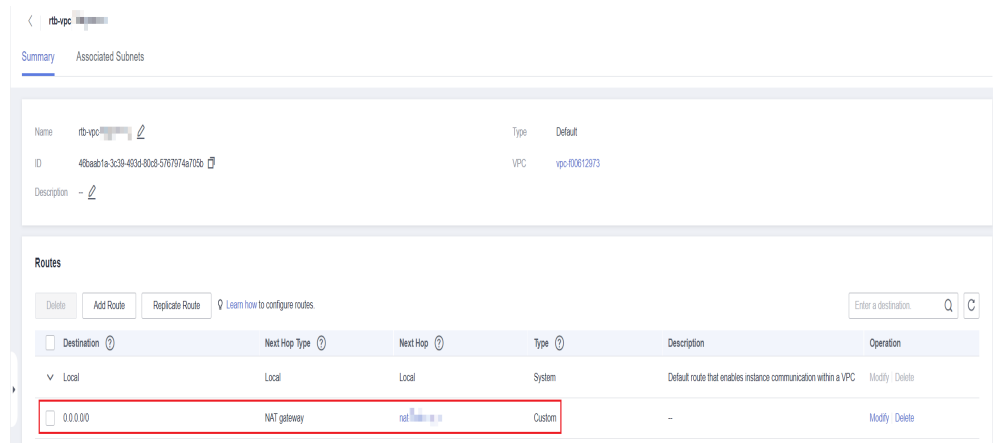 rtb-vpc
Summary Associated Subnets
Name rtb-vpc Type Default
ID 46baab1a-3c39-493d-80c8-5767974a705b VPC vpc-f00612973
Description --
Routes
Delete Add Route Replicate Route Learn how to configure routes. Enter a destination.
Destination Next Hop Type Next Hop Type Description Operation
Local Local Local System Default route that enables instance communication within a VPC Modify Delete
0.0.0.0/0 NAT gateway nat Custom -- Modify Delete